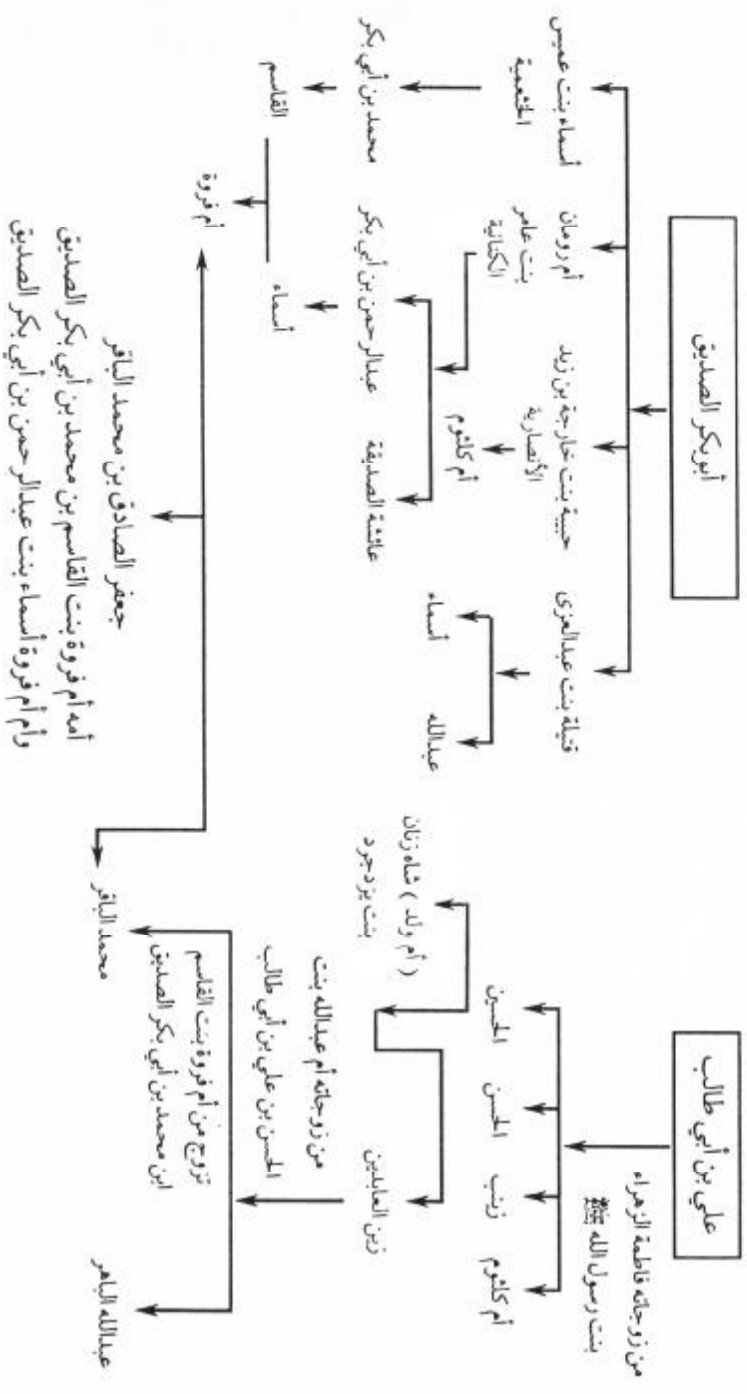 أبو بكر الصديق
أسماء بنت عميس
الخثعمية
أم رومان
بنت عامر
الكنانية
حبيبة بنت خارجة بن زيد
الأنصارية
قتيلة بنت عبدالعزى
محمد بن أبي بكر
عبدالرحمن بن أبي بكر
عائشة الصديقة
أم كلثوم
أسماء
عبدالله
القاسم
أسماء
أم فروة
جعفر الصادق بن محمد الباقر
أمه أم فروة بنت القاسم بن محمد بن أبي بكر الصديق
وأم أم فروة أسماء بنت عبدالرحمن بن أبي بكر الصديق
علي بن أبي طالب
من زوجاته فاطمة الزهراء
بنت رسول الله ﷺ
الحسين
الحسن
زينب
أم كلثوم
( أم ولد ) شاه زنان
بنت يزدجرد
زين العابدين
من زوجاته أم عبدالله بنت
الحسن بن علي بن أبي طالب
محمد الباقر
تزوج من أم فروة بنت القاسم
ابن محمد بن أبي بكر الصديق
عبدالله الباهر